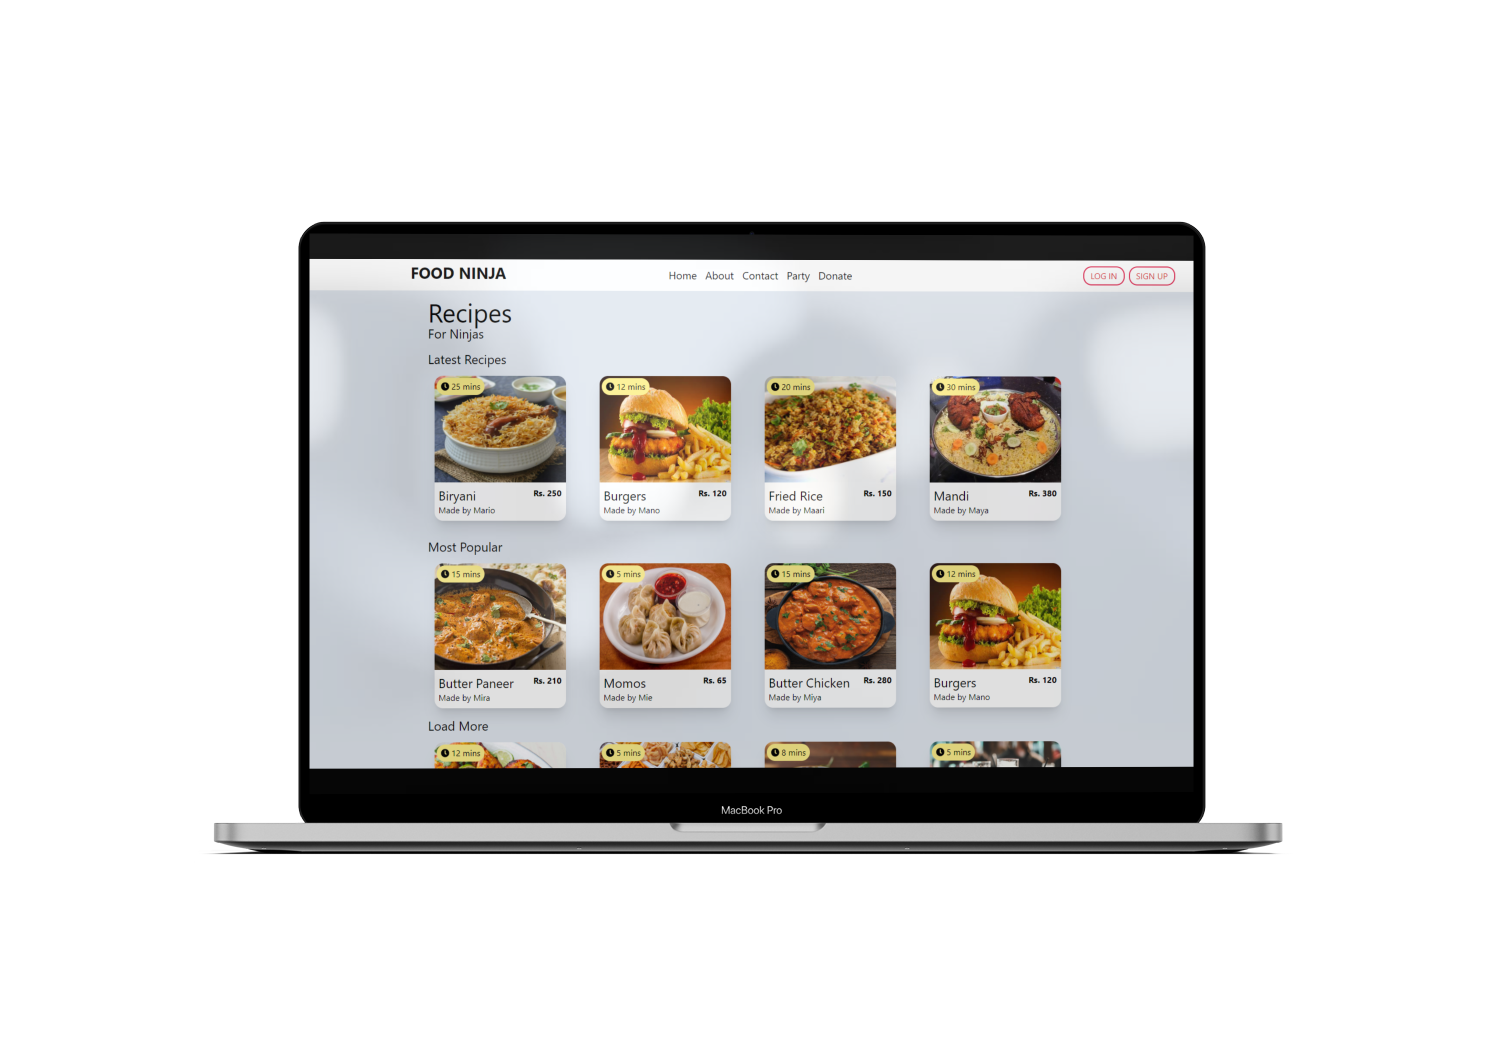 FOOD NINJA
Home About Contact Party Donate
LOG IN SIGN UP
Recipes
For Ninjas
Latest Recipes
25 mins
12 mins
20 mins
30 mins
Biryani Rs. 250
Made by Mario
Burgers Rs. 120
Made by Mano
Fried Rice Rs. 150
Made by Maari
Mandi Rs. 380
Made by Maya
Most Popular
15 mins
5 mins
15 mins
12 mins
Butter Paneer Rs. 210
Made by Mira
Momos Rs. 65
Made by Mie
Butter Chicken Rs. 280
Made by Miya
Burgers Rs. 120
Made by Mano
Load More
12 mins
5 mins
8 mins
5 mins
MacBook Pro